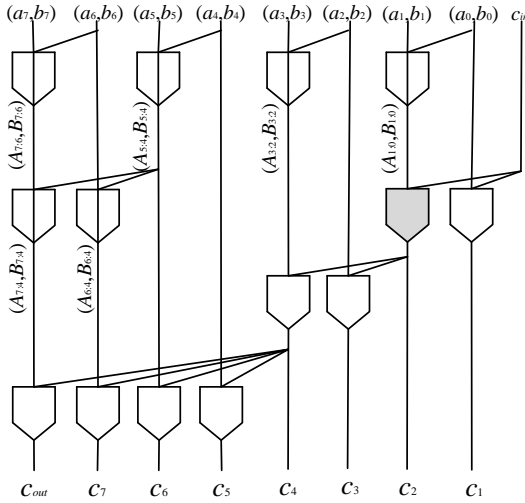 (a₇,b₇) (a₆,b₆) (a₅,b₅) (a₄,b₄) (a₃,b₃) (a₂,b₂) (a₁,b₁) (a₀,b₀) c_in
(A₇:₆,B₇:₆) (A₅:₄,B₅:₄) (A₃:₂,B₃:₂) (A₁:₀,B₁:₀)
(A₇:₄,B₇:₄) (A₆:₄,B₆:₄)
c_out c₇ c₆ c₅ c₄ c₃ c₂ c₁